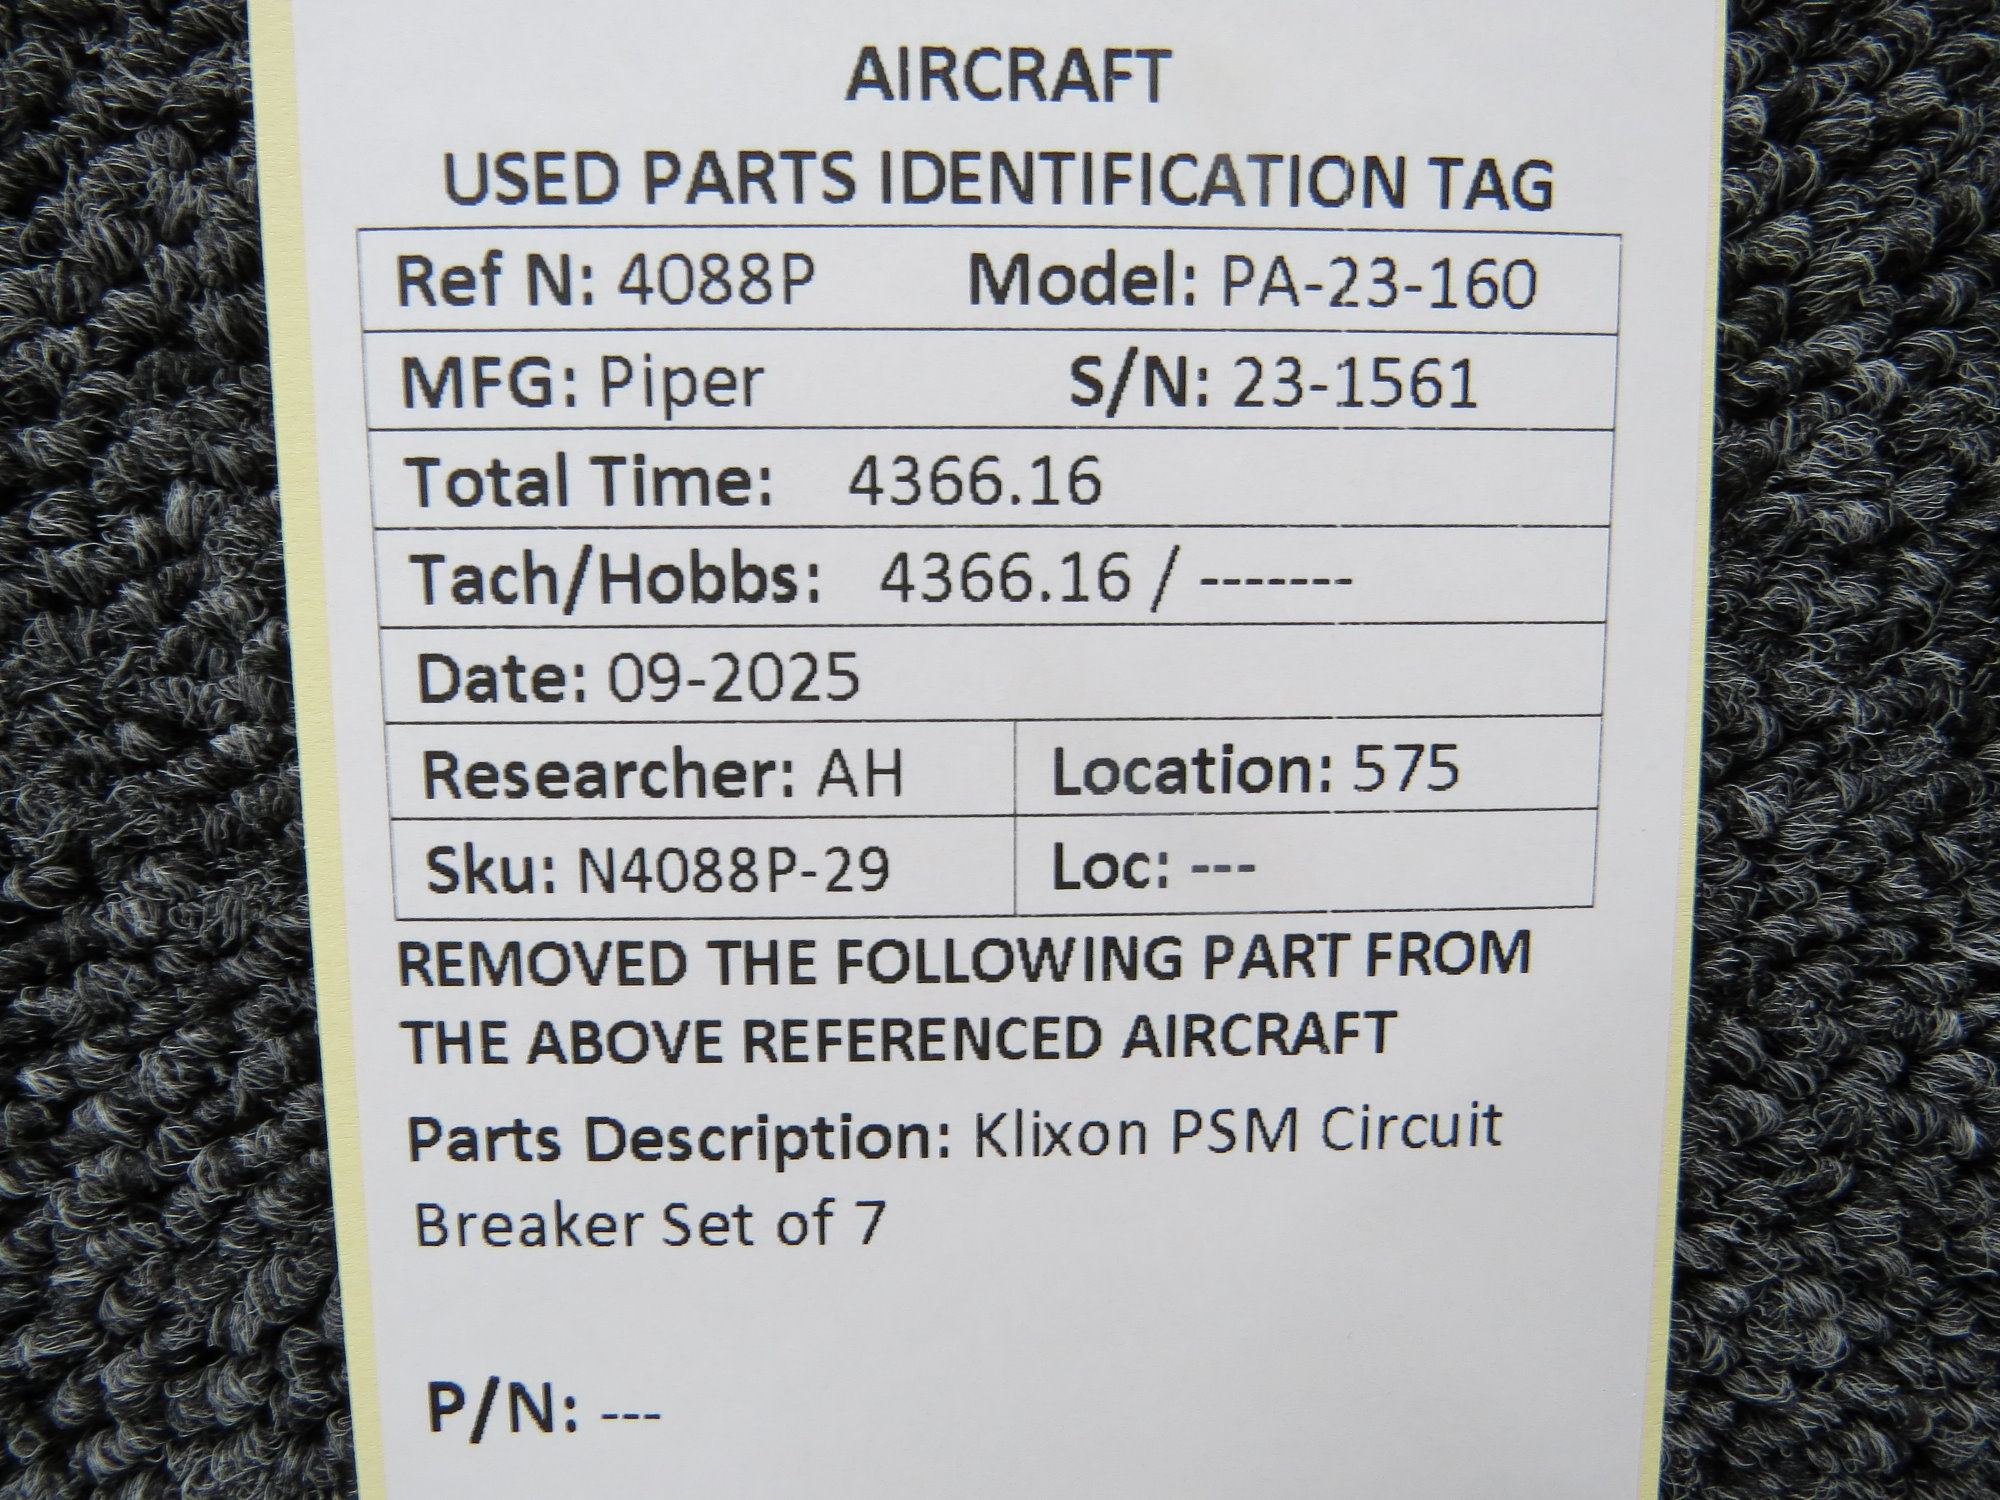 AIRCRAFT
USED PARTS IDENTIFICATION TAG
Ref N: 4088P Model: PA-23-160
MFG: Piper S/N: 23-1561
Total Time: 4366.16
Tach/Hobbs: 4366.16 / -------
Date: 09-2025
Researcher: AH Location: 575
Sku: N4088P-29 Loc: ---
REMOVED THE FOLLOWING PART FROM
THE ABOVE REFERENCED AIRCRAFT
Parts Description: Klixon PSM Circuit
Breaker Set of 7
P/N: ---